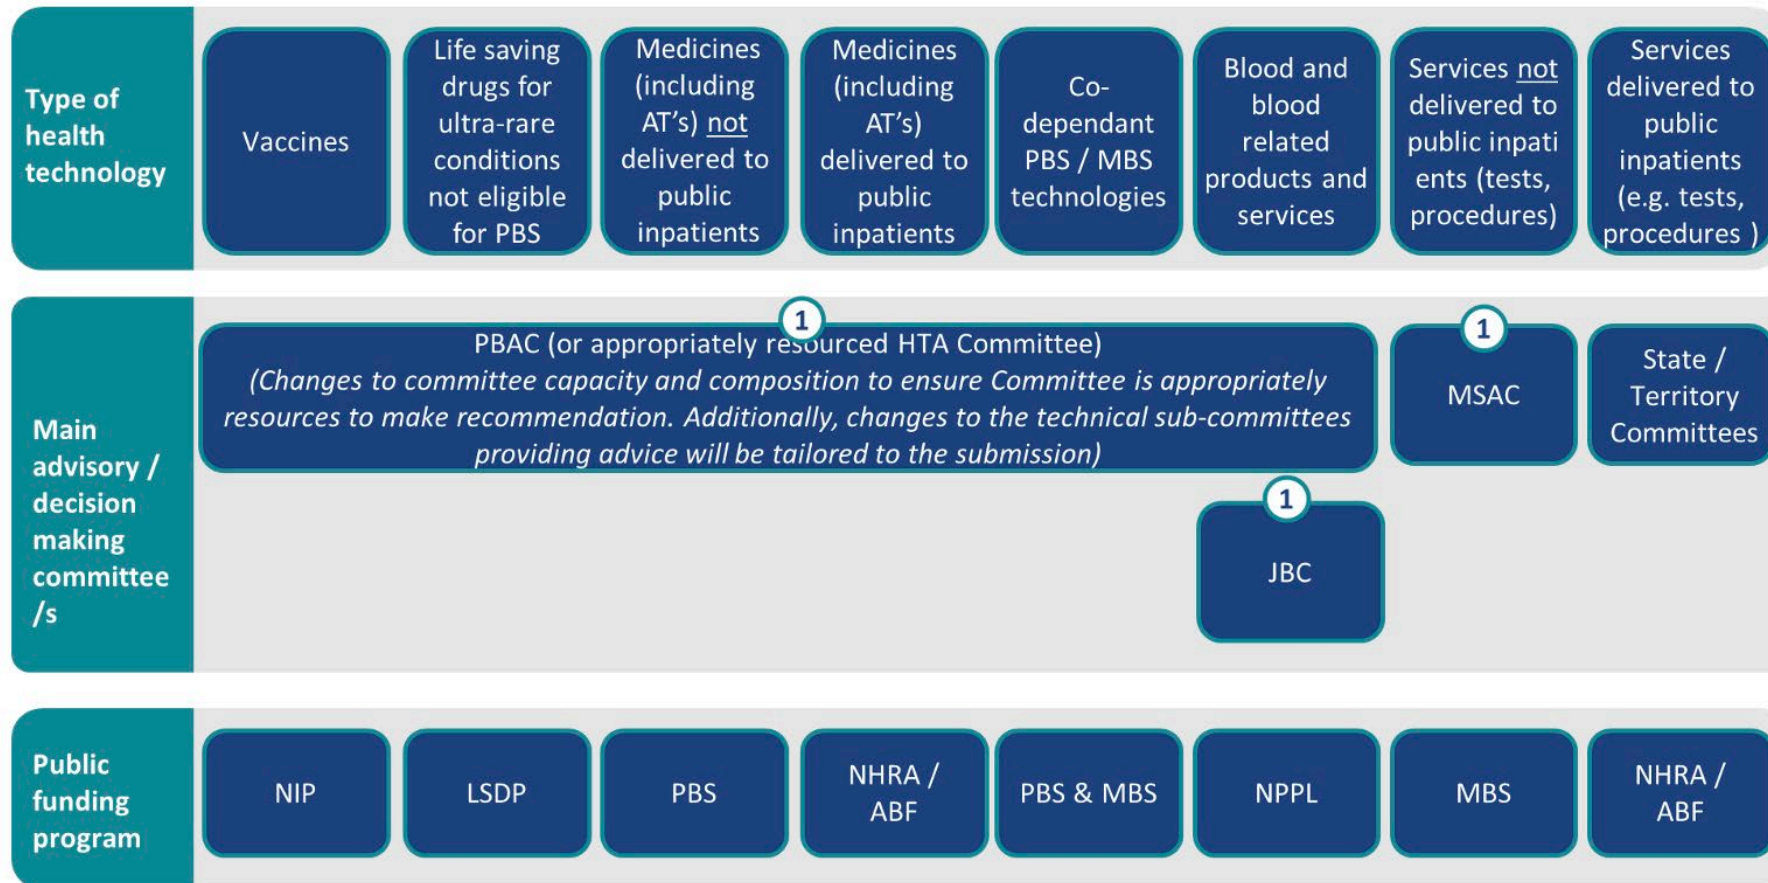 Type of
health
technology
Vaccines
Life saving
drugs for
ultra-rare
conditions
not eligible
for PBS
Medicines
(including
AT's) not
delivered to
public
inpatients
Medicines
(including
AT's)
delivered to
public
inpatients
Co-
dependant
PBS / MBS
technologies
Blood and
blood
related
products and
services
Services not
delivered to
public inpati
ents (tests,
procedures)
Services
delivered to
public
inpatients
(e.g. tests,
procedures )
Main
advisory /
decision
making
committee
/s
1
PBAC (or appropriately resourced HTA Committee)
(Changes to committee capacity and composition to ensure Committee is appropriately
resources to make recommendation. Additionally, changes to the technical sub-committees
providing advice will be tailored to the submission)
1
MSAC
State /
Territory
Committees
1
JBC
Public
funding
program
NIP
LSDP
PBS
NHRA /
ABF
PBS & MBS
NPPL
MBS
NHRA /
ABF